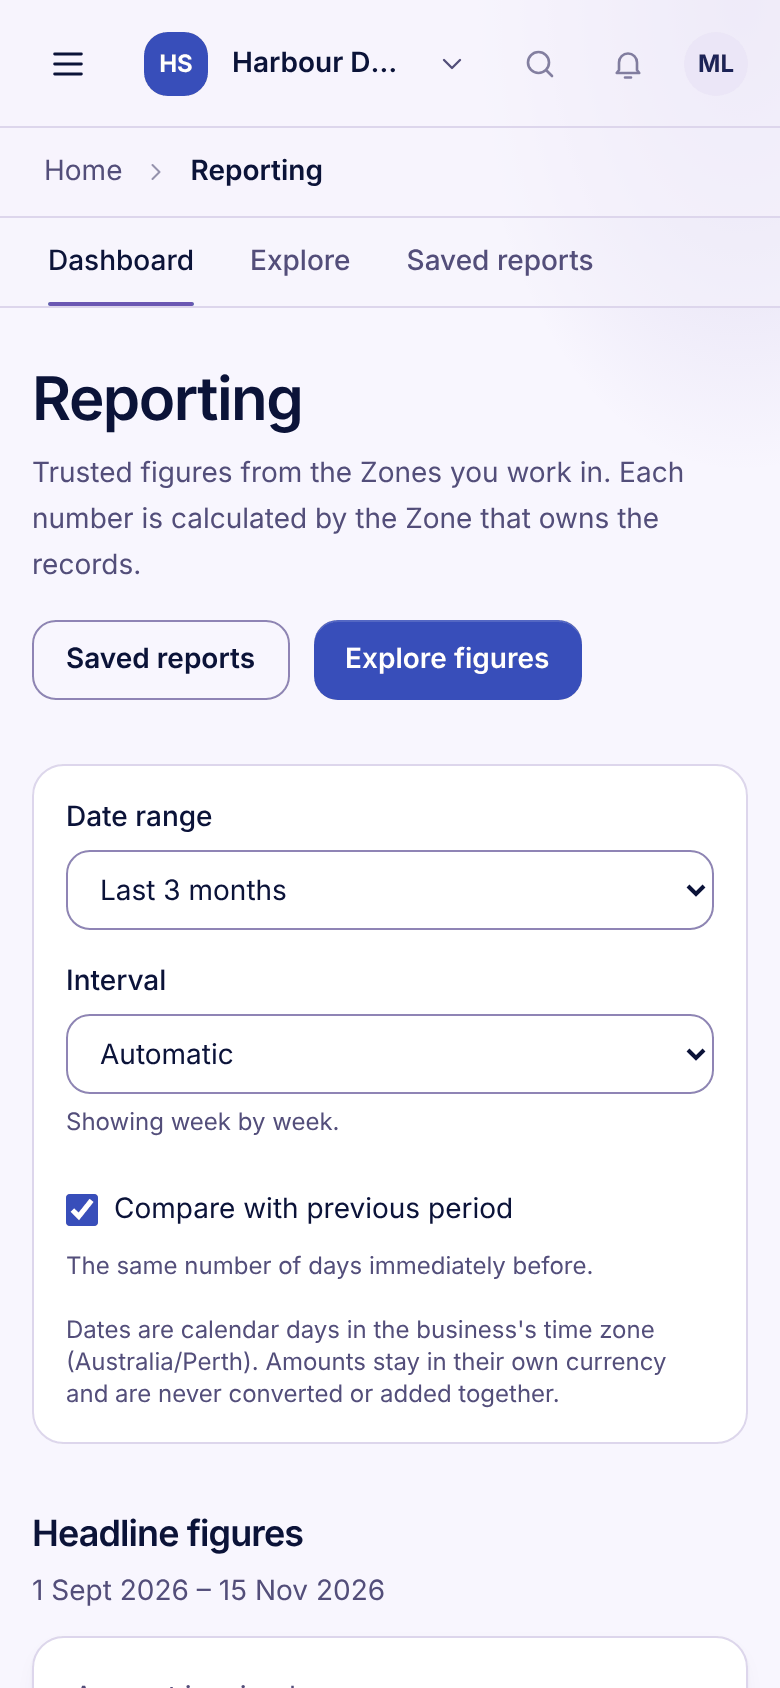 HS Harbour D... ML
Home > Reporting
Dashboard Explore Saved reports
Reporting
Trusted figures from the Zones you work in. Each
number is calculated by the Zone that owns the
records.
Saved reports Explore figures
Date range
Last 3 months
Interval
Automatic
Showing week by week.
Compare with previous period
The same number of days immediately before.
Dates are calendar days in the business's time zone
(Australia/Perth). Amounts stay in their own currency
and are never converted or added together.
Headline figures
1 Sept 2026 – 15 Nov 2026